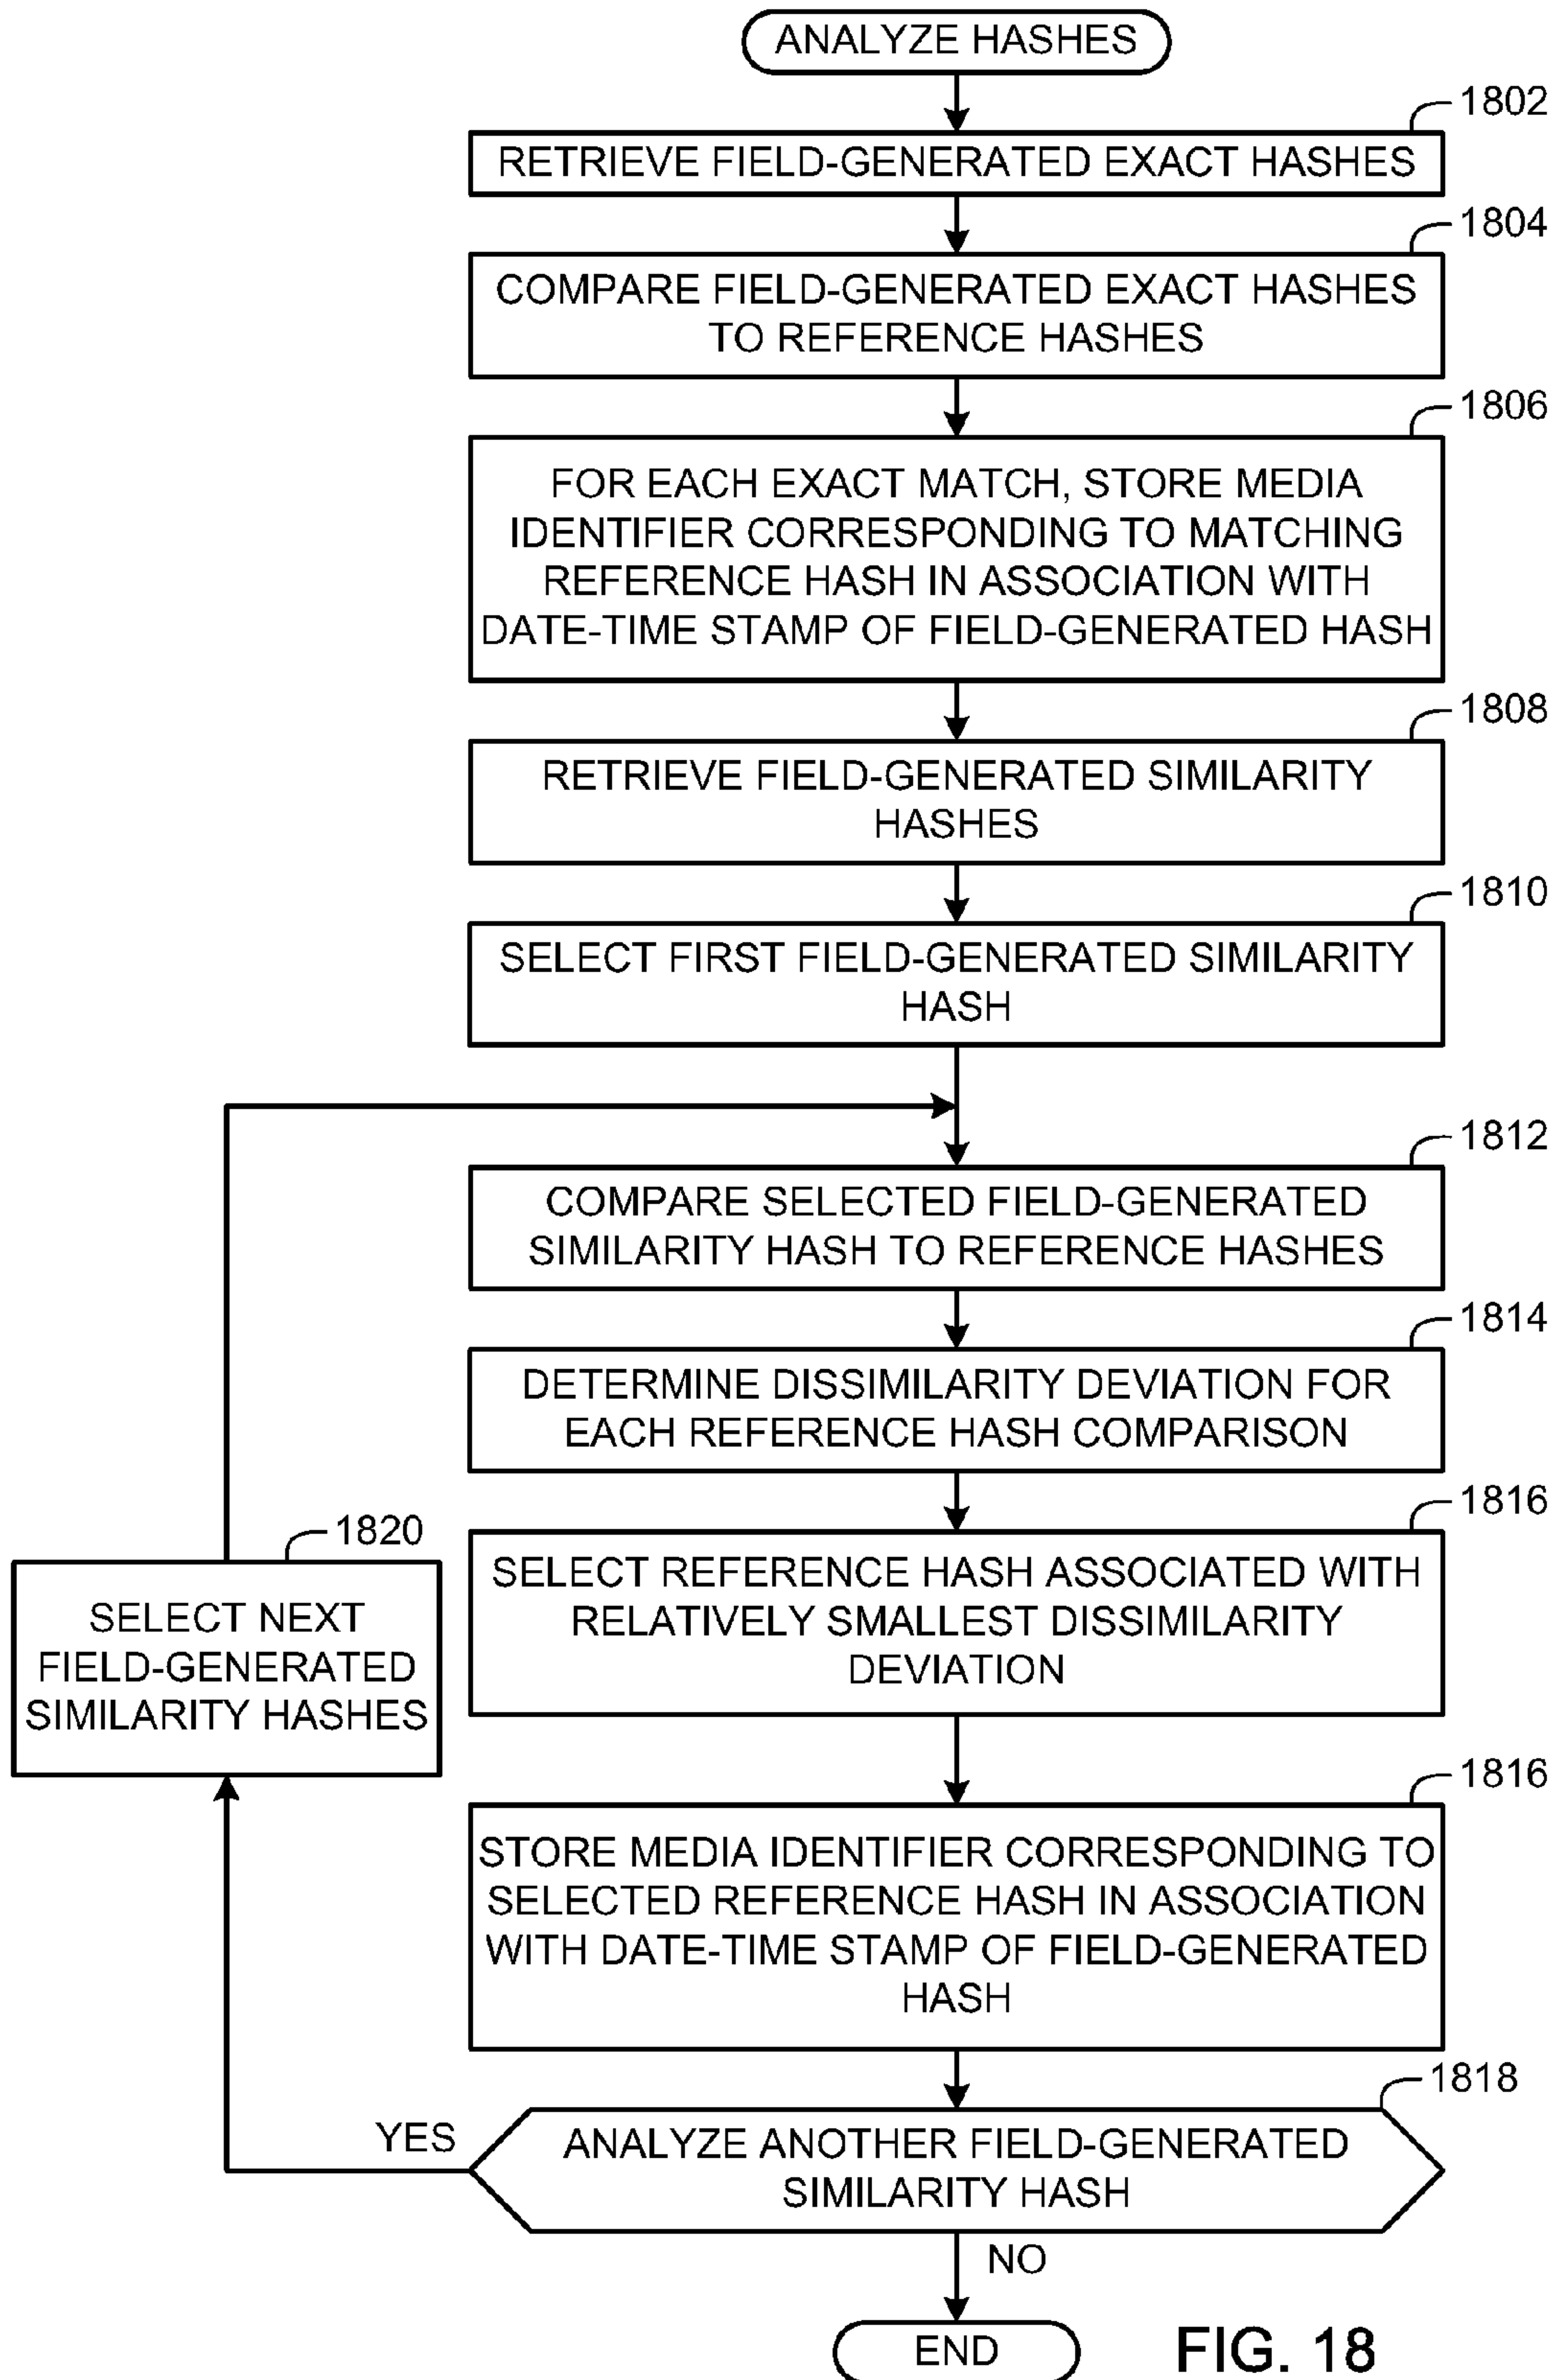 ANALYZE HASHES
1802
RETRIEVE FIELD-GENERATED EXACT HASHES
1804
COMPARE FIELD-GENERATED EXACT HASHES
TO REFERENCE HASHES
1806
FOR EACH EXACT MATCH, STORE MEDIA
IDENTIFIER CORRESPONDING TO MATCHING
REFERENCE HASH IN ASSOCIATION WITH
DATE-TIME STAMP OF FIELD-GENERATED HASH
1808
RETRIEVE FIELD-GENERATED SIMILARITY
HASHES
1810
SELECT FIRST FIELD-GENERATED SIMILARITY
HASH
1812
COMPARE SELECTED FIELD-GENERATED
SIMILARITY HASH TO REFERENCE HASHES
1814
DETERMINE DISSIMILARITY DEVIATION FOR
EACH REFERENCE HASH COMPARISON
1816
SELECT REFERENCE HASH ASSOCIATED WITH
RELATIVELY SMALLEST DISSIMILARITY
DEVIATION
1820
SELECT NEXT
FIELD-GENERATED
SIMILARITY HASHES
1816
STORE MEDIA IDENTIFIER CORRESPONDING TO
SELECTED REFERENCE HASH IN ASSOCIATION
WITH DATE-TIME STAMP OF FIELD-GENERATED
HASH
1818
YES
ANALYZE ANOTHER FIELD-GENERATED
SIMILARITY HASH
NO
END
FIG. 18